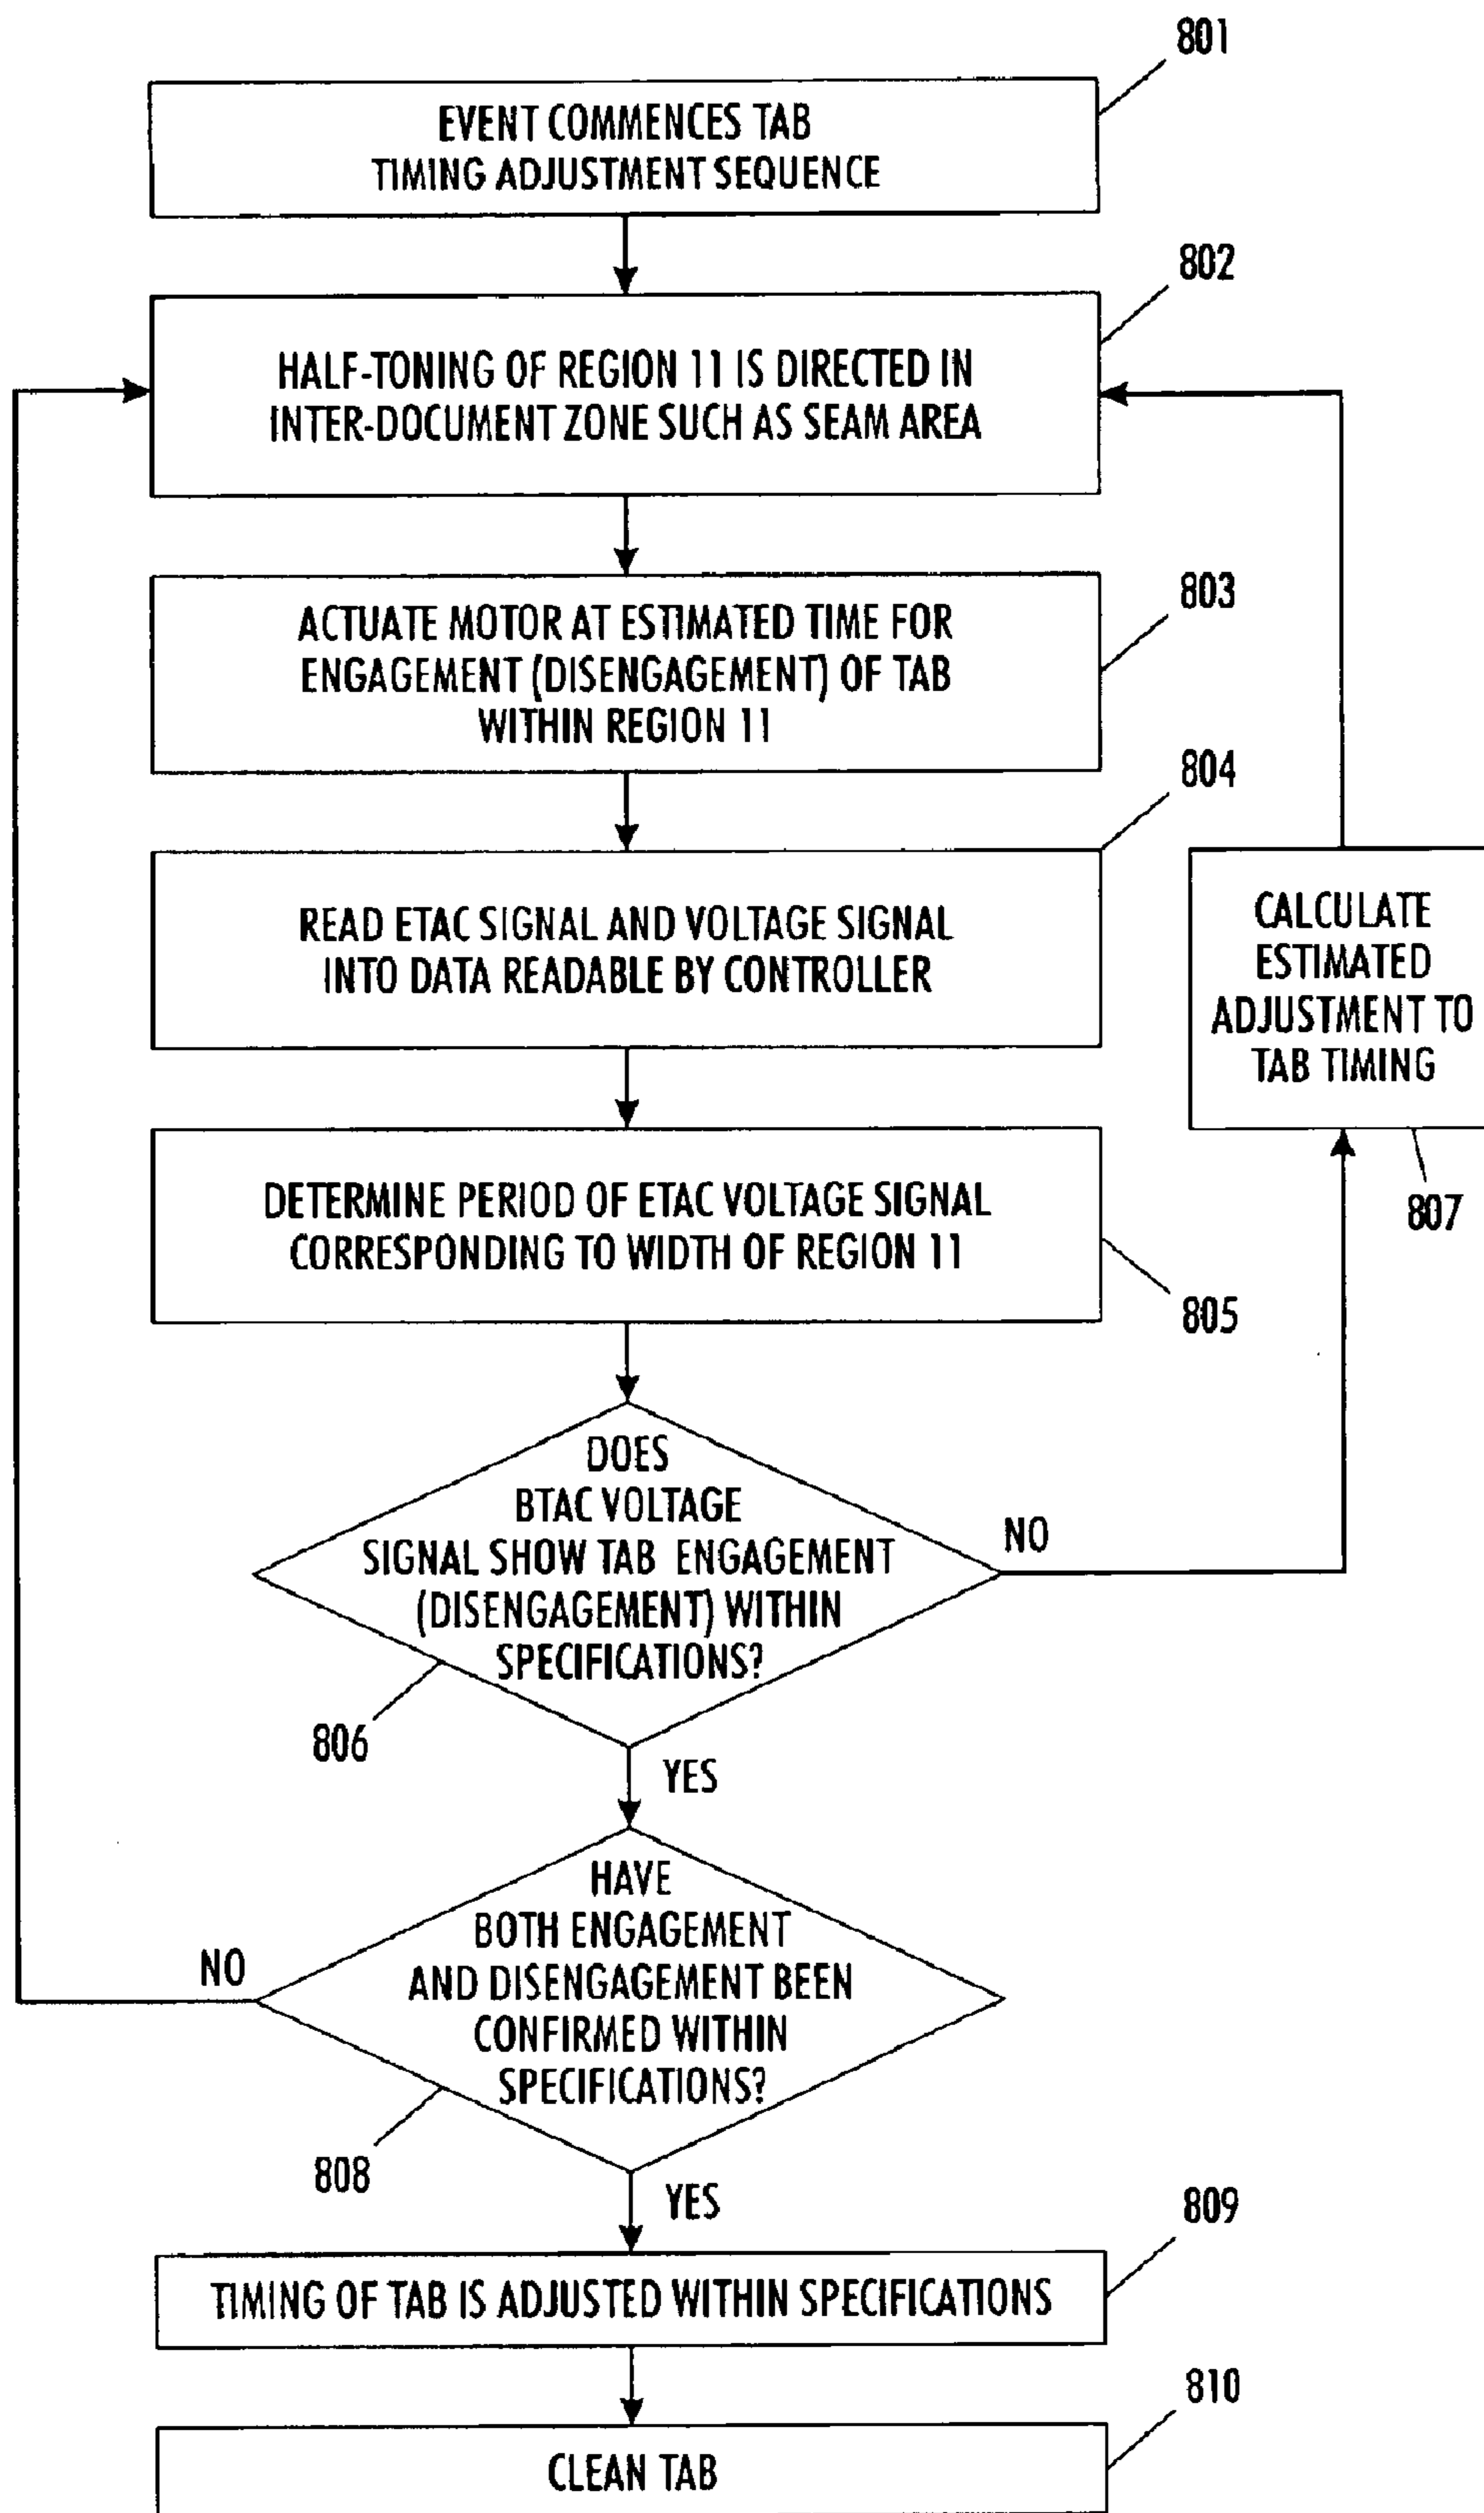 801
EVENT COMMENCES TAB
TIMING ADJUSTMENT SEQUENCE
802
HALF-TONING OF REGION 11 IS DIRECTED IN
INTER-DOCUMENT ZONE SUCH AS SEAM AREA
803
ACTUATE MOTOR AT ESTIMATED TIME FOR
ENGAGEMENT (DISENGAGEMENT) OF TAB
WITHIN REGION 11
804
READ ETAC SIGNAL AND VOLTAGE SIGNAL
INTO DATA READABLE BY CONTROLLER
CALCULATE
ESTIMATED
ADJUSTMENT TO
TAB TIMING
807
DETERMINE PERIOD OF ETAC VOLTAGE SIGNAL
CORRESPONDING TO WIDTH OF REGION 11
805
DOES
BTAC VOLTAGE
SIGNAL SHOW TAB ENGAGEMENT
(DISENGAGEMENT) WITHIN
SPECIFICATIONS?
NO
806
YES
HAVE
BOTH ENGAGEMENT
AND DISENGAGEMENT BEEN
CONFIRMED WITHIN
SPECIFICATIONS?
NO
808
YES
809
TIMING OF TAB IS ADJUSTED WITHIN SPECIFICATIONS
810
CLEAN TAB